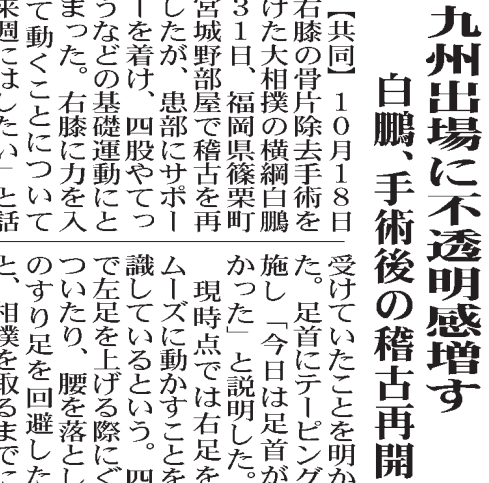 九州出場に不透明感増す
白鵬、手術後の稽古再開
【共同】１０月１８日
右膝の骨片除去手術を
けた大相撲の横綱白鵬
３１日、福岡県篠栗町
宮城野部屋で稽古を再
したが、患部にサポー
ーを着け、四股やてっ
うなどの基礎運動にと
まった。右膝に力を入
て動くことについて
来週にはしたい」と話
受けていたことを明か
た。足首にテーピング
施し「今日は足首が
かった」と説明した。
現時点では右足を
ムーズに動かすことを
識しているという。四
で左足を上げる際にぐ
ついたり、腰を落とし
のすり足を回避した
と、相撲を取るまでに